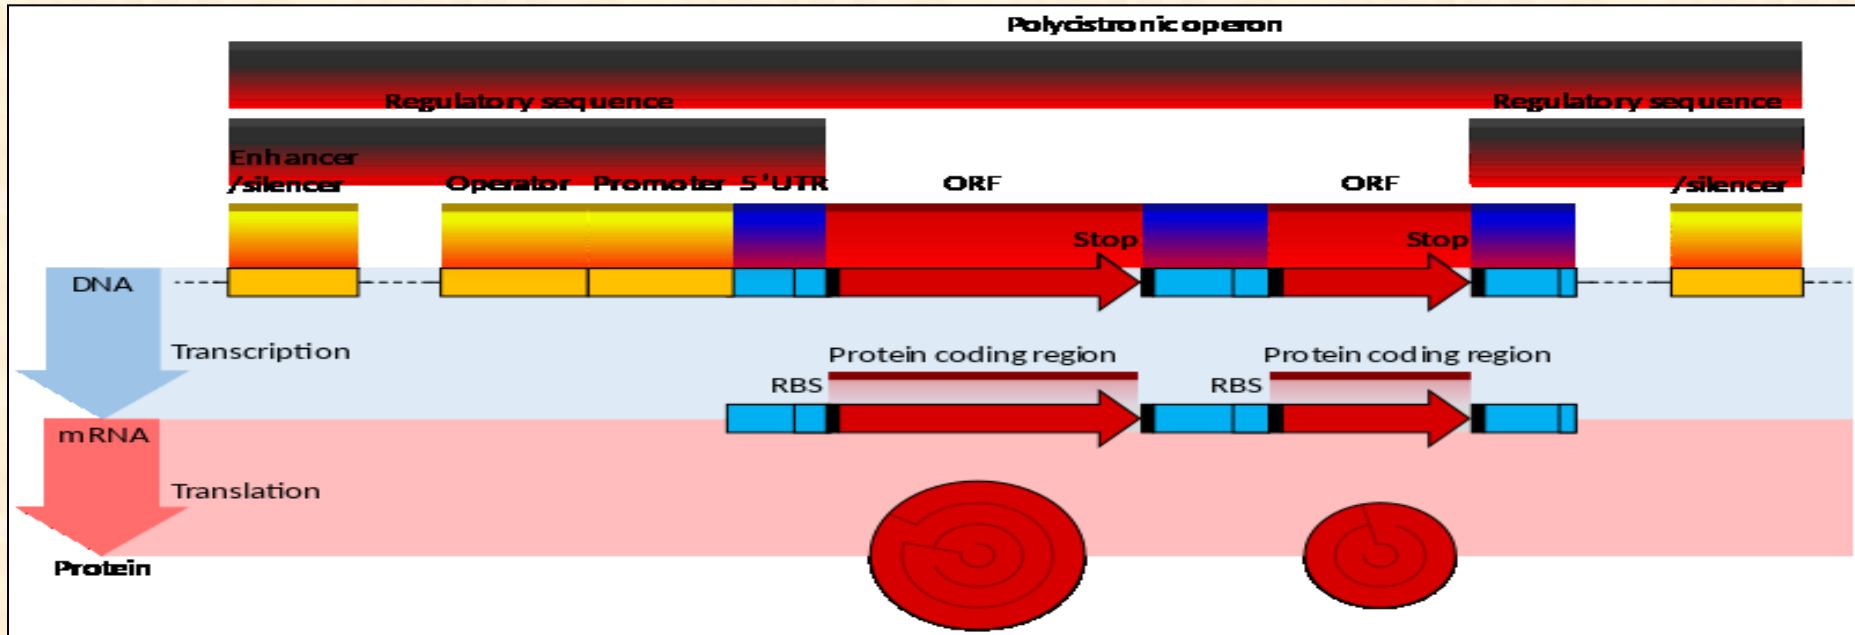 Polycistronic operon
Regulatory sequence
Regulatory sequence
Enhancer
/silencer
Operator
Promoter
5'UTR
ORF
ORF
/silencer
Stop
Stop
DNA
Transcription
Protein coding region
Protein coding region
RBS
RBS
mRNA
Translation
Protein